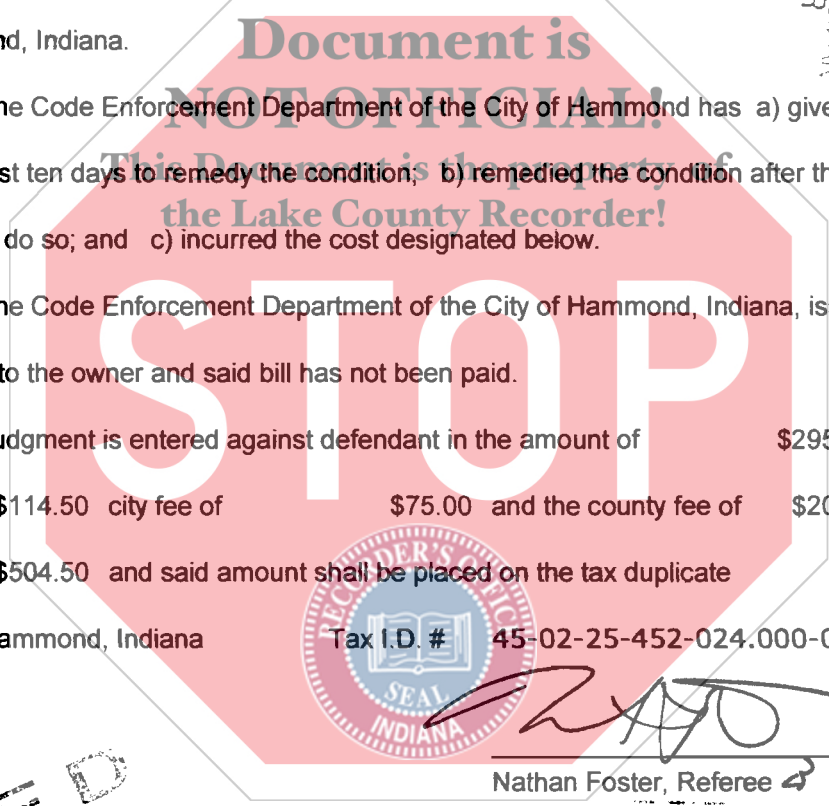 Document is
nd, Indiana.
NOT OFFICIAL!
ne Code Enforcement Department of the City of Hammond has a) give
This Document is the property of
st ten days to remedy the condition; b) remedied the condition after th
the Lake County Recorder!
do so; and c) incurred the cost designated below.
ne Code Enforcement Department of the City of Hammond, Indiana, is
STOP
to the owner and said bill has not been paid.
udgment is entered against defendant in the amount of $295
$114.50 city fee of $75.00 and the county fee of $20
$504.50 and said amount shall be placed on the tax duplicate
ammond, Indiana Tax I.D. # 45-02-25-452-024.000-0
RECORDER'S OFFICE
SEAL
INDIANA
Nathan Foster, Referee